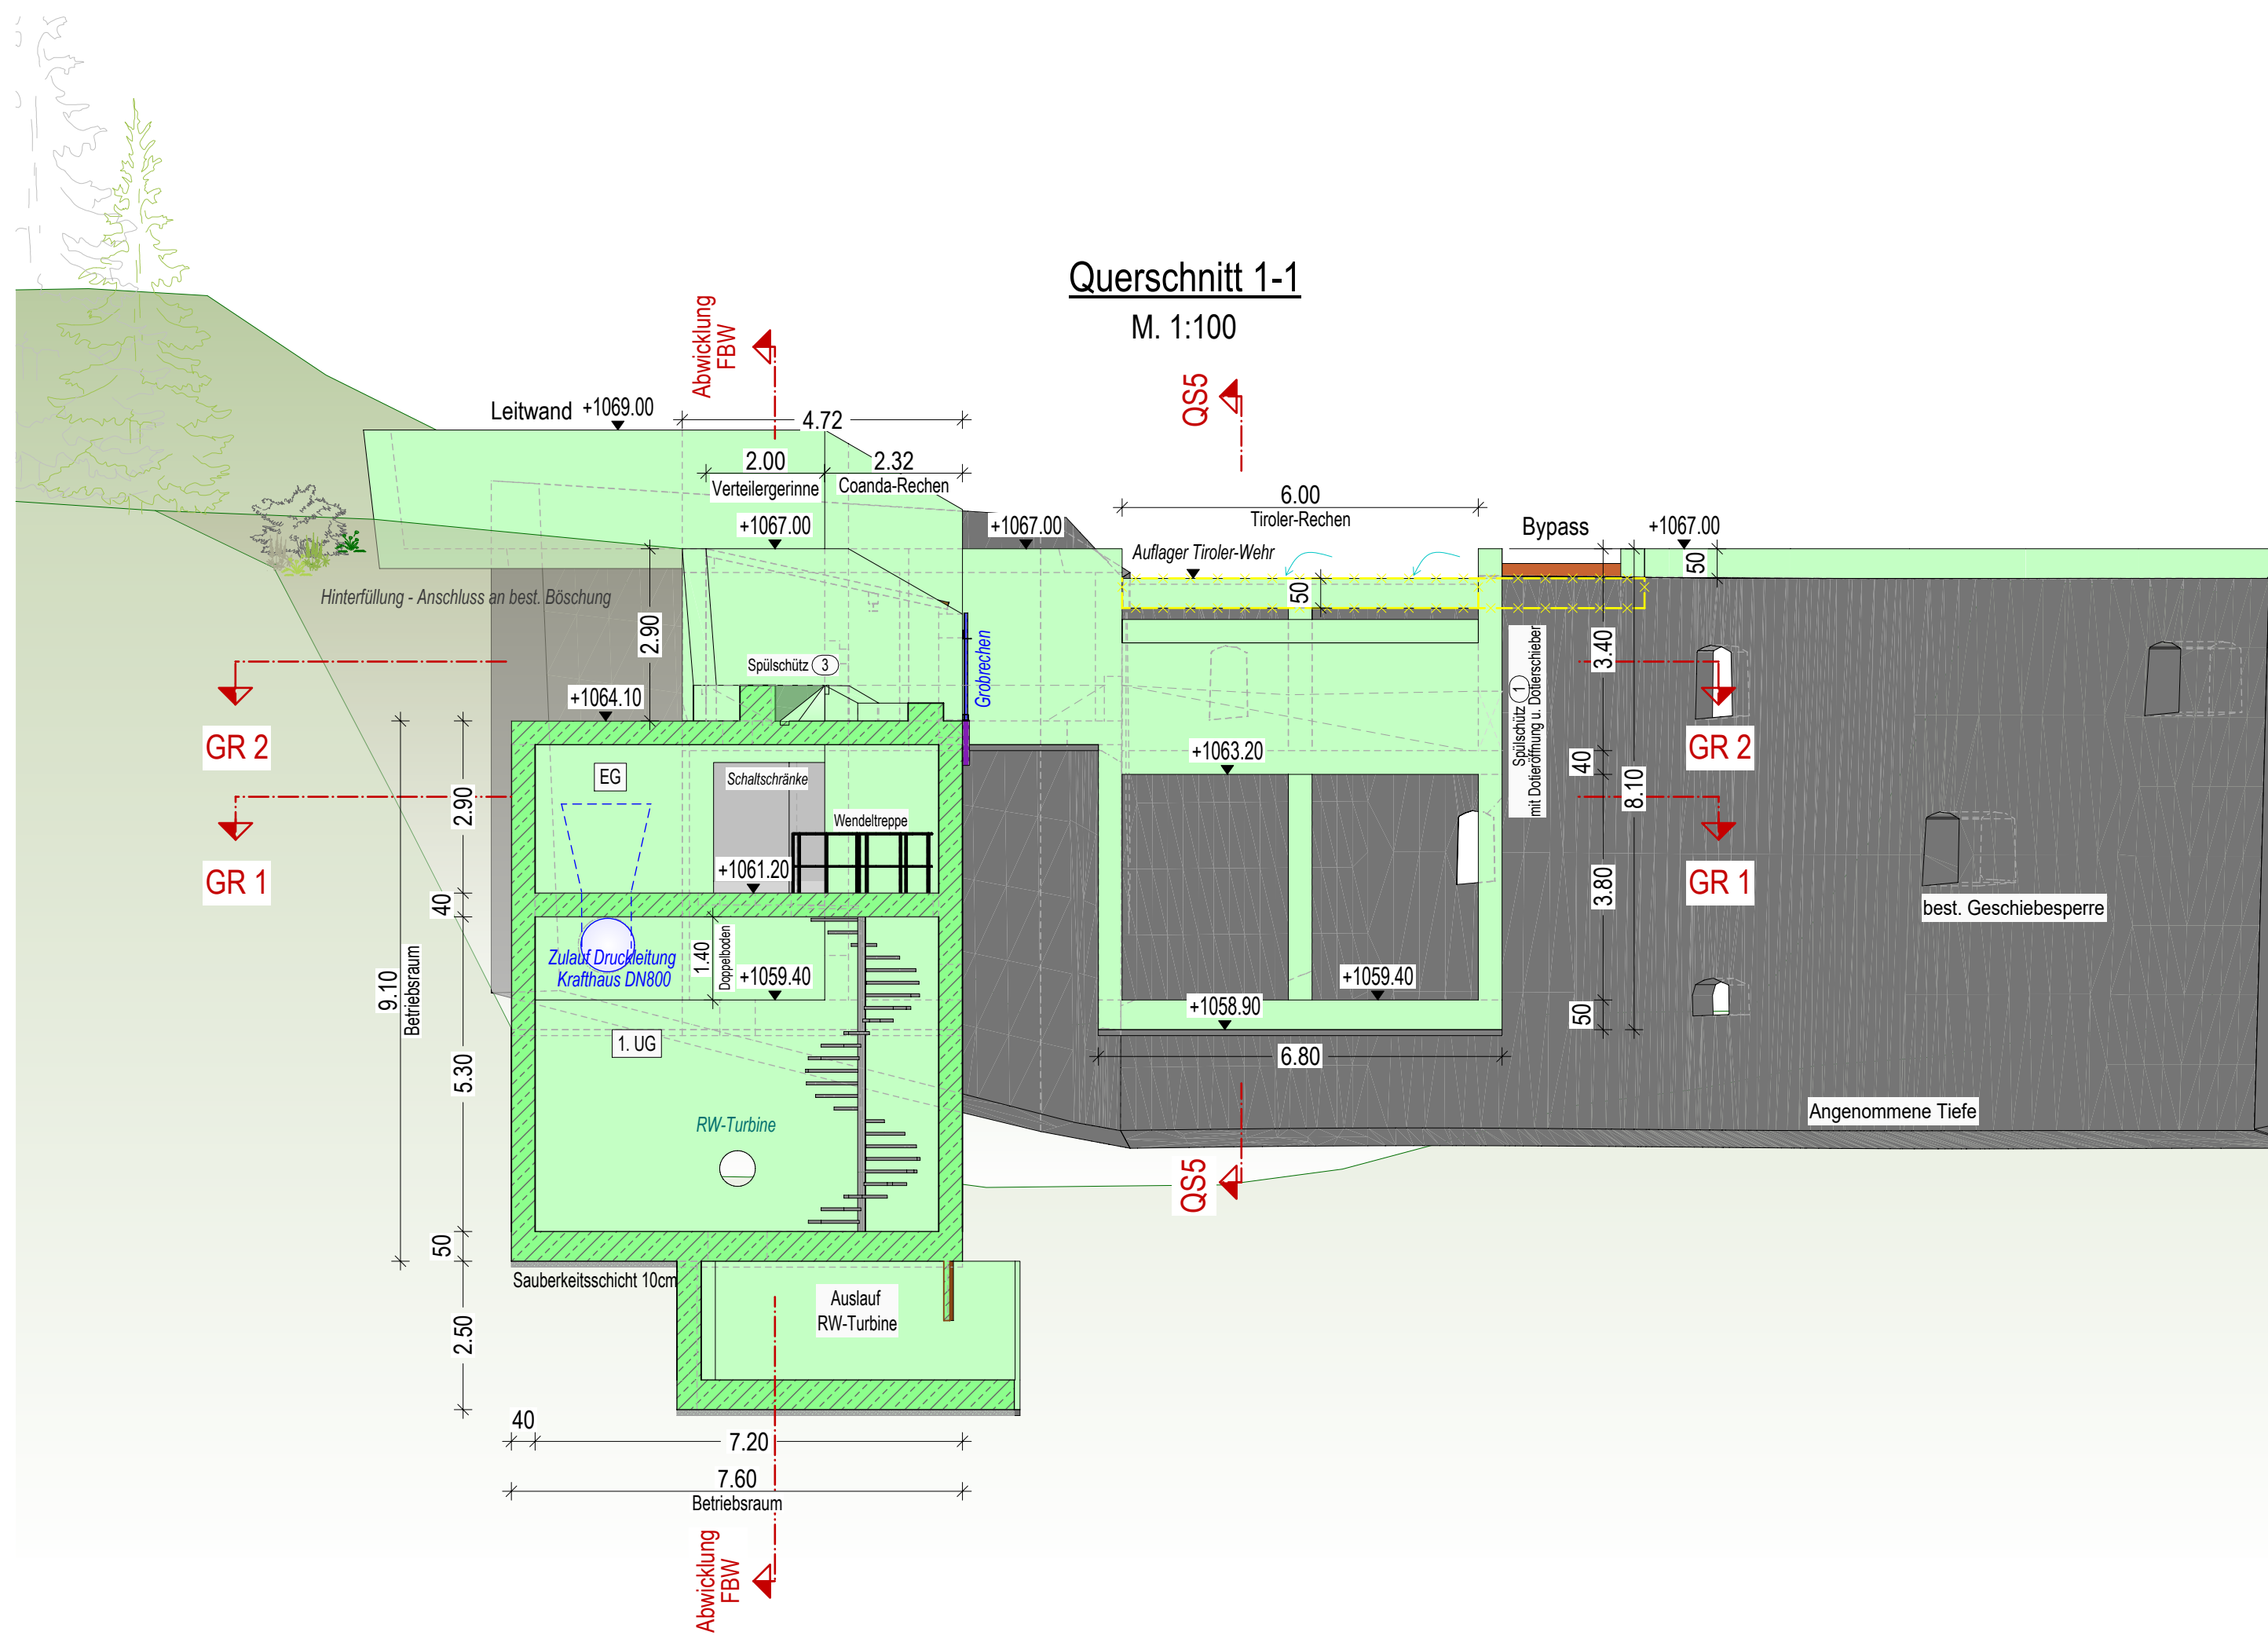 Querschnitt 1-1
M. 1:100
Abwicklung
FBW
QS5
Leitwand
+1069.00
4.72
2.00
2.32
Verteilergerinne
Coanda-Rechen
6.00
Tiroler-Rechen
+1067.00
+1067.00
Auflager Tiroler-Wehr
Bypass
+1067.00
50
50
Hinterfüllung - Anschluss an best. Böschung
2.90
Spülschütz
3
Grobrechen
3.40
Spülschütz
1
mit Dotieröffnung u. Dotierschieber
+1064.10
GR 2
GR 2
+1063.20
40
8.10
EG
Schaltschränke
2.90
Wendeltreppe
GR 1
+1061.20
GR 1
3.80
40
best. Geschiebesperre
Zulauf Druckleitung
Krafthaus DN800
1.40
Doppelboden
+1059.40
+1059.40
9.10
Betriebsraum
+1058.90
50
1. UG
6.80
5.30
RW-Turbine
Angenommene Tiefe
QS5
50
Sauberkeitsschicht 10cm
Auslauf
RW-Turbine
2.50
40
7.20
7.60
Betriebsraum
Abwicklung
FBW